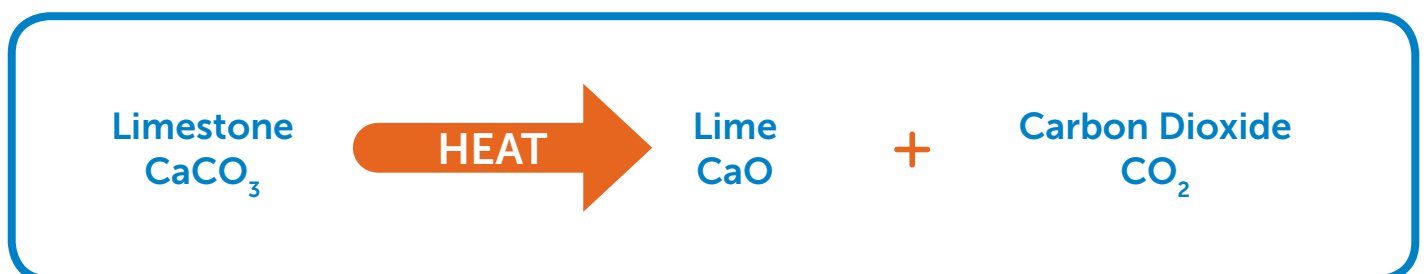 Limestone
CaCO₃
HEAT
Lime
CaO
+
Carbon Dioxide
CO₂